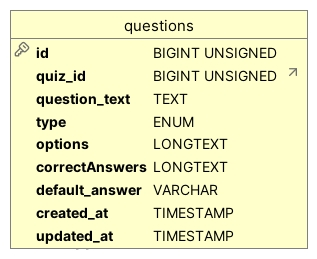 questions
id BIGINT UNSIGNED
quiz_id BIGINT UNSIGNED
question_text TEXT
type ENUM
options LONGTEXT
correctAnswers LONGTEXT
default_answer VARCHAR
created_at TIMESTAMP
updated_at TIMESTAMP